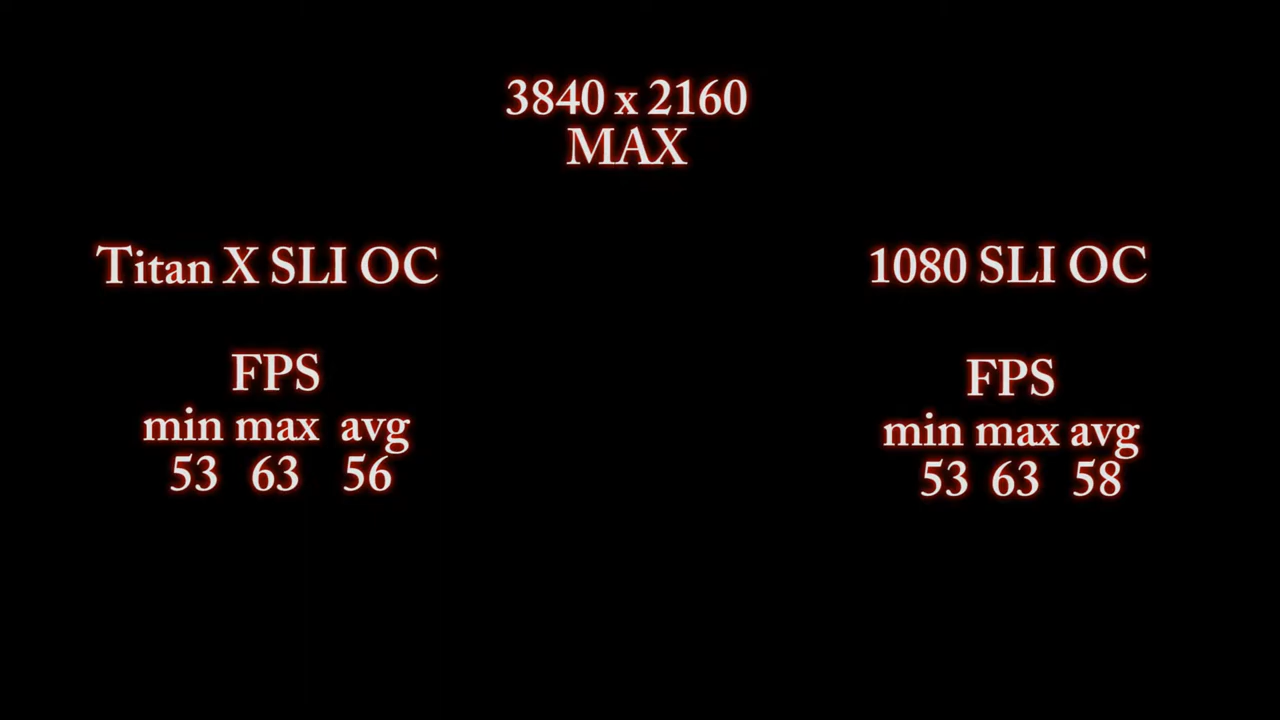 3840 x 2160
MAX
Titan X SLI OC
FPS
min max avg
53 63 56
1080 SLI OC
FPS
min max avg
53 63 58